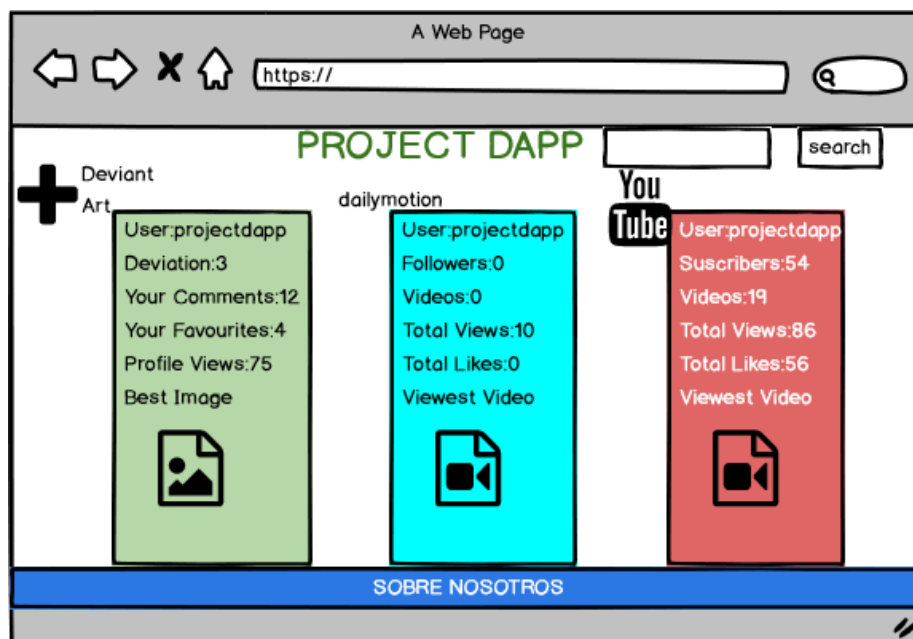 A Web Page
https://
PROJECT DAPP
search
Deviant
Art
User:projectdapp
Deviation:3
Your Comments:12
Your Favourites:4
Profile Views:75
Best Image
dailymotion
User:projectdapp
Followers:0
Videos:0
Total Views:10
Total Likes:0
Viewest Video
You
Tube
User:projectdapp
Suscribers:54
Videos:19
Total Views:86
Total Likes:56
Viewest Video
SOBRE NOSOTROS